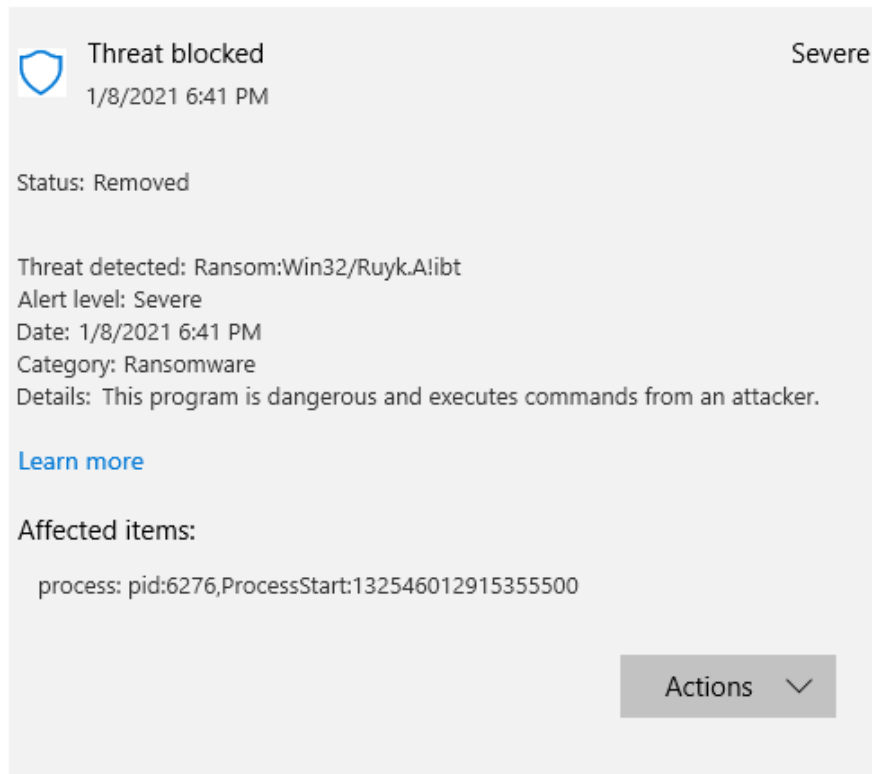 Threat blocked
Severe
1/8/2021 6:41 PM
Status: Removed
Threat detected: Ransom:Win32/Ruyk.A!ibt
Alert level: Severe
Date: 1/8/2021 6:41 PM
Category: Ransomware
Details: This program is dangerous and executes commands from an attacker.
Learn more
Affected items:
process: pid:6276,ProcessStart:132546012915355500
Actions